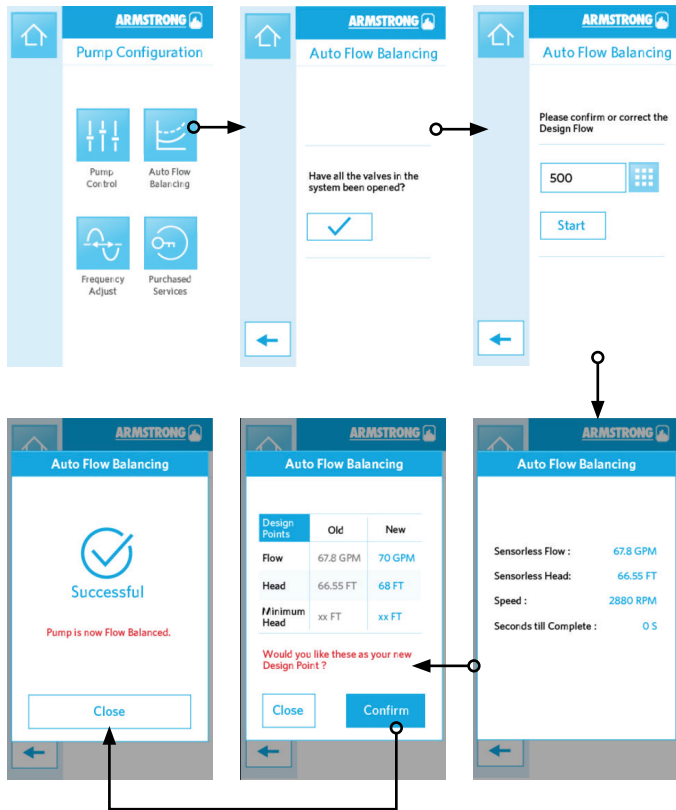 ARMSTRONG
Pump Configuration
Pump
Control
Auto Flow
Balancing
Frequency
Adjust
Purchased
Services
ARMSTRONG
Auto Flow Balancing
Have all the valves in the
system been opened?
ARMSTRONG
Auto Flow Balancing
Please confirm or correct the
Design Flow
500
Start
ARMSTRONG
Auto Flow Balancing
Successful
Pump is now Flow Balanced.
Close
ARMSTRONG
Auto Flow Balancing
Design
Points
Old
New
Flow 67.8 GPM 70 GPM
Head 66.55 FT 68 FT
Minimum
Head
xx FT xx FT
Would you like these as your new
Design Point ?
Close Confirm
ARMSTRONG
Auto Flow Balancing
Sensorless Flow : 67.8 GPM
Sensorless Head: 66.55 FT
Speed : 2880 RPM
Seconds till Complete : 0 S